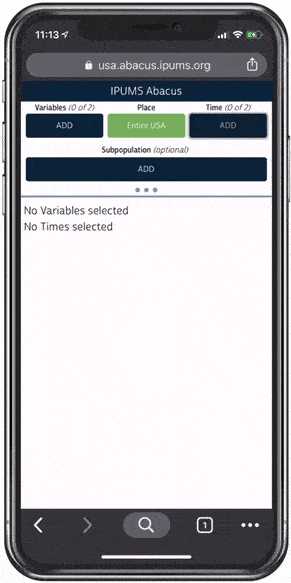 11:13
usa.abacus.ipums.org
IPUMS Abacus
Variables (0 of 2) Place Time (0 of 2)
ADD Entire USA ADD
Subpopulation (optional)
ADD
No Variables selected
No Times selected
1